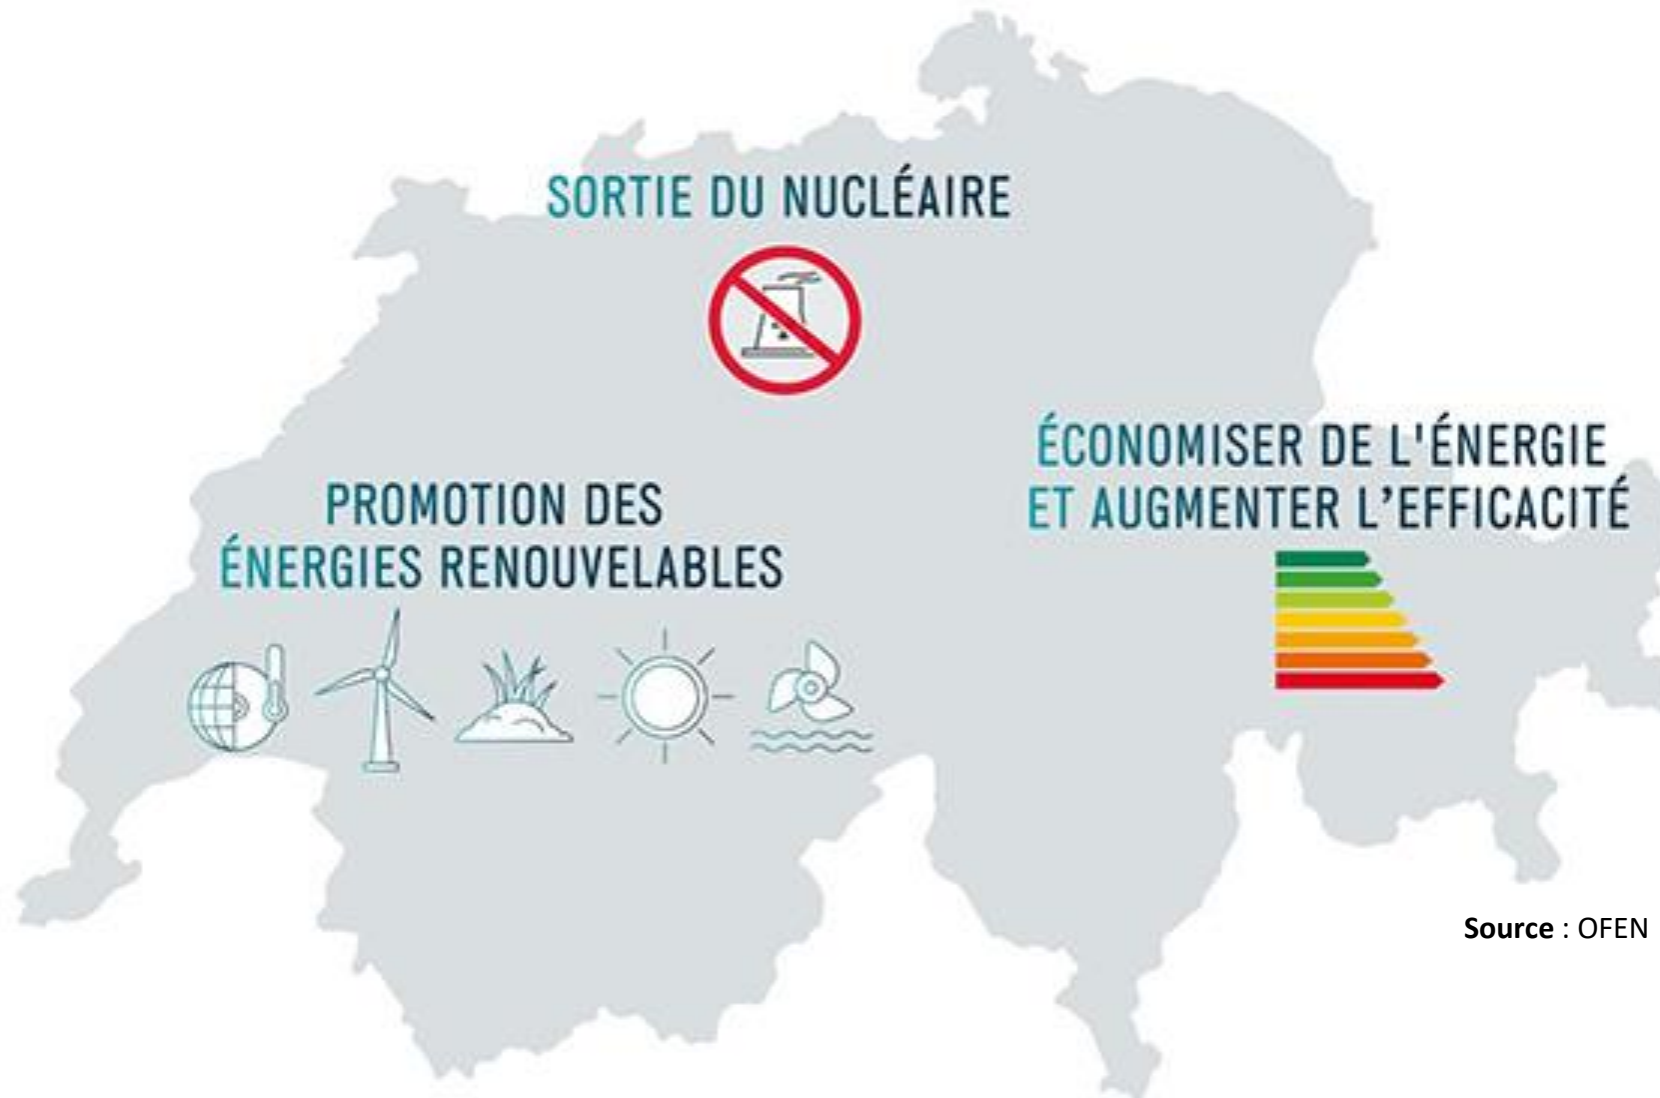 SORTIE DU NUCLÉAIRE
ÉCONOMISER DE L'ÉNERGIE
ET AUGMENTER L’EFFICACITÉ
PROMOTION DES
ÉNERGIES RENOUVELABLES
Source : OFEN